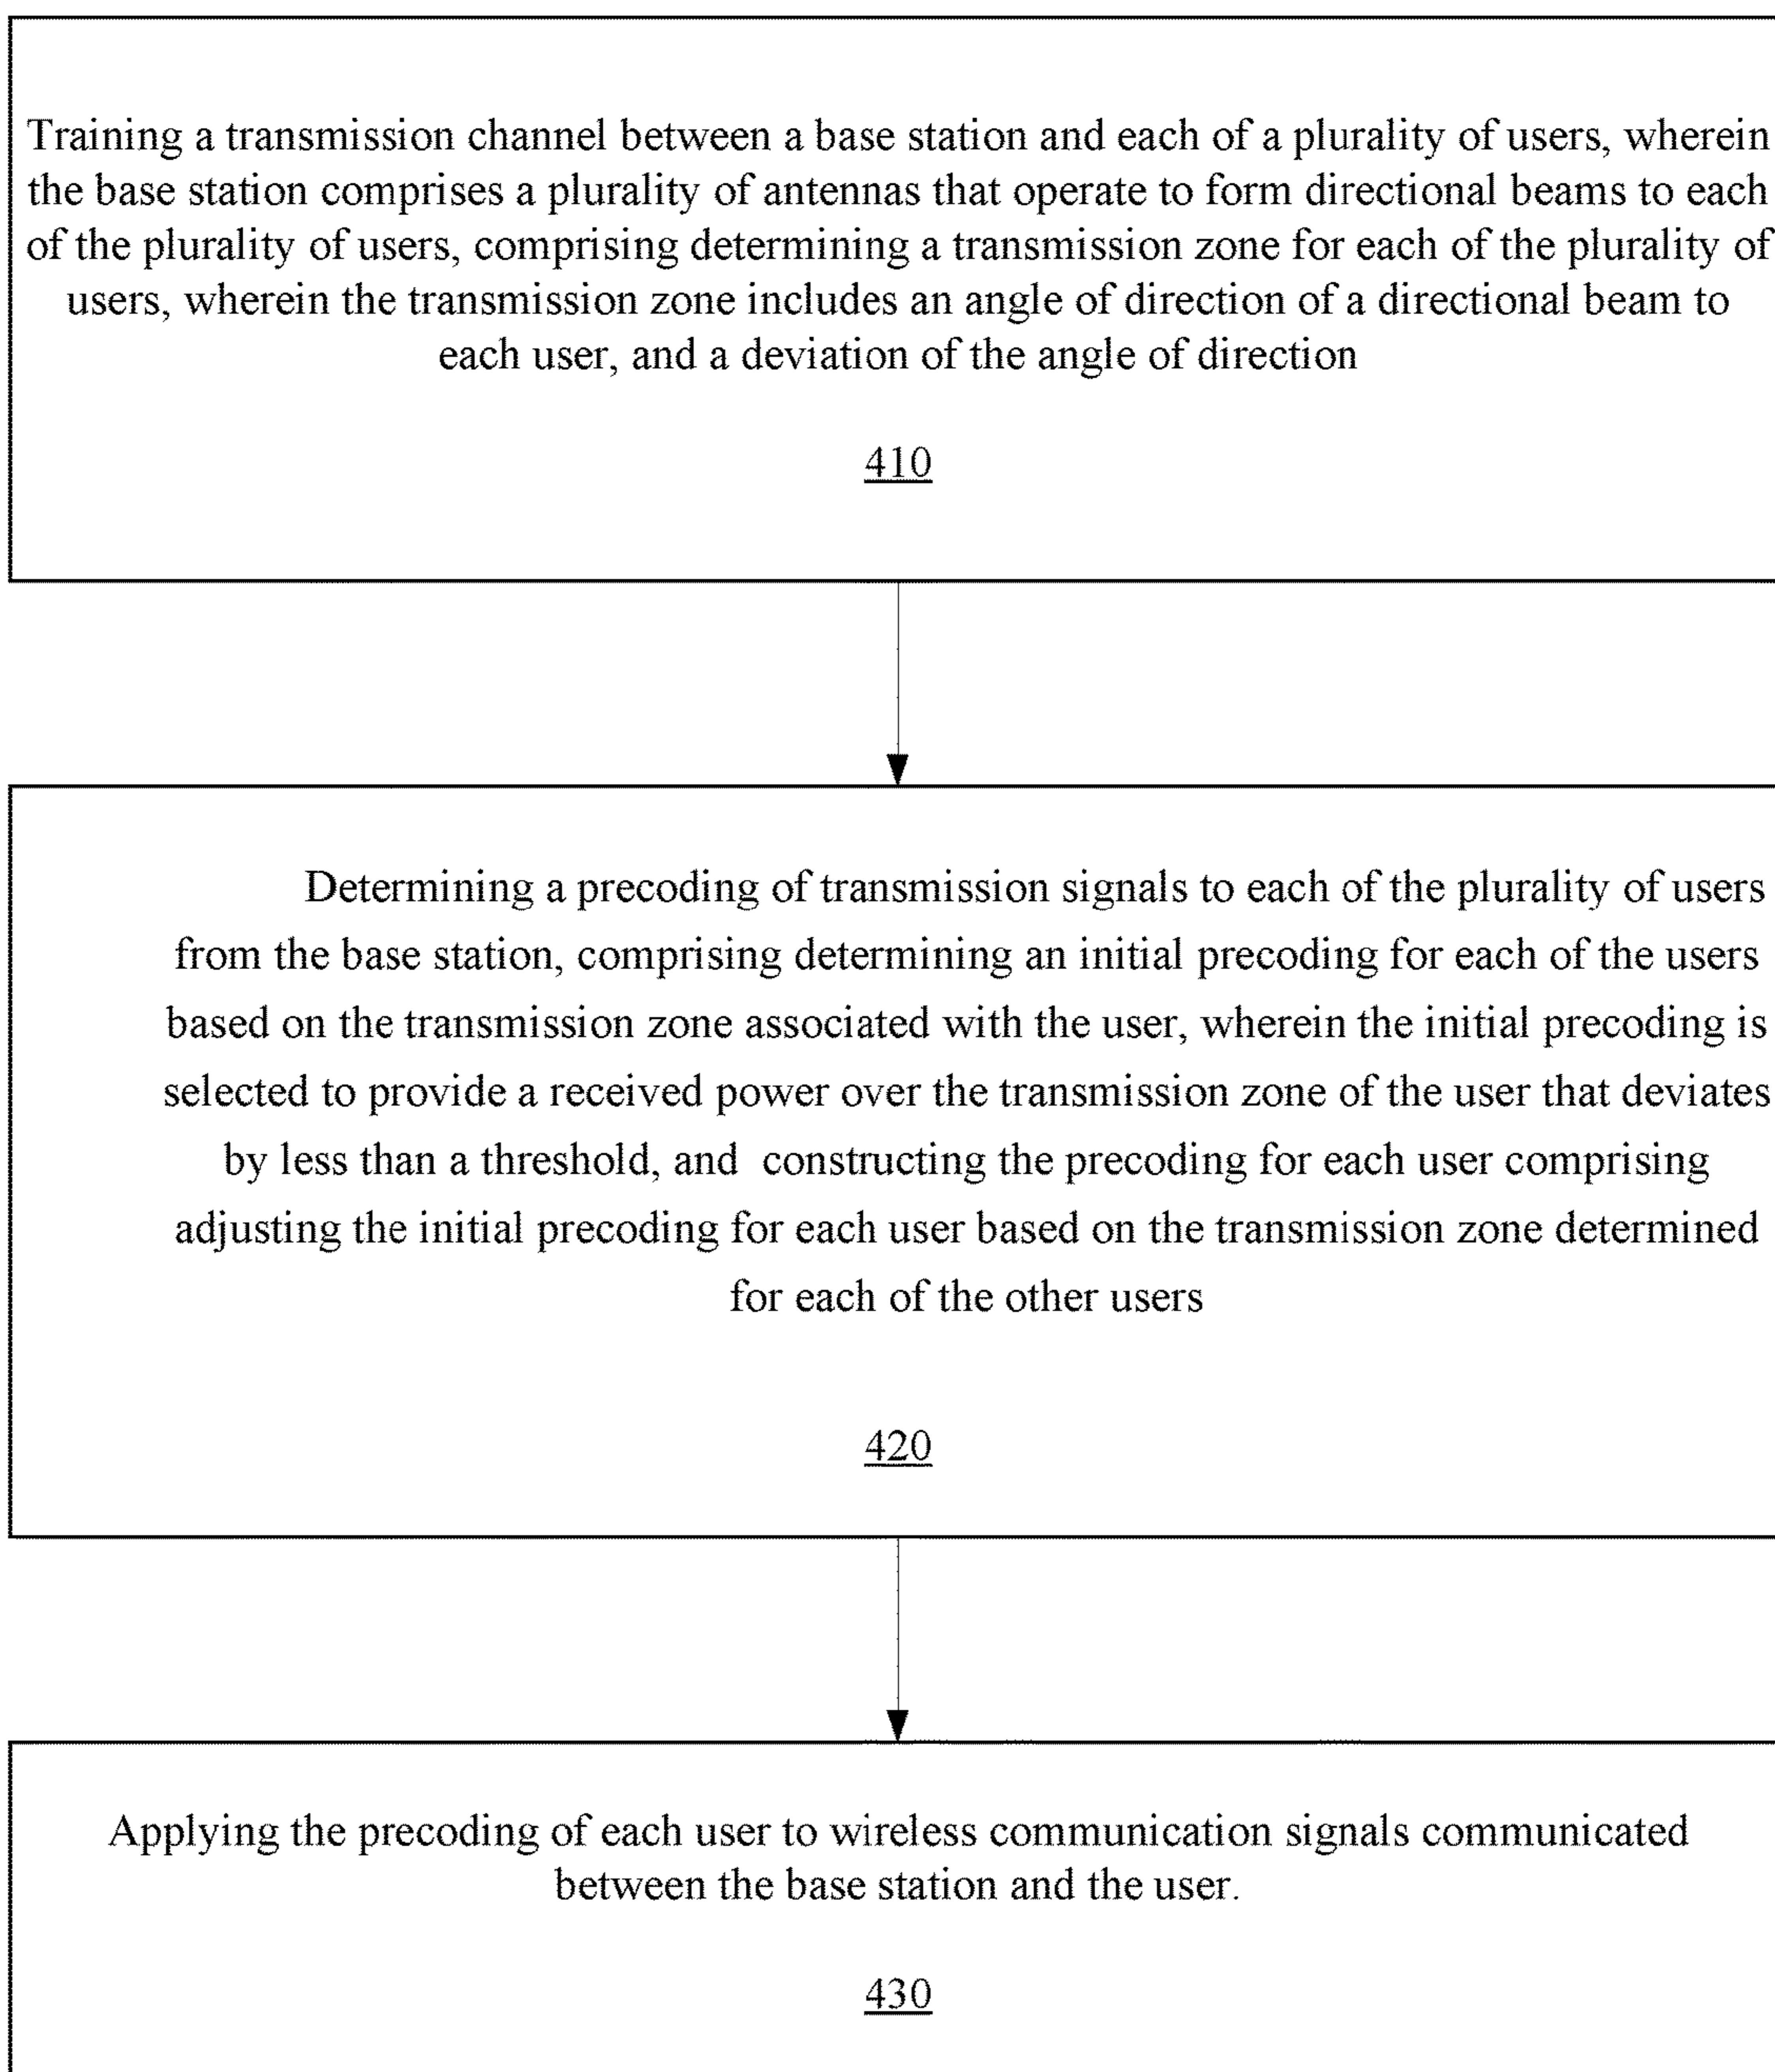 Training a transmission channel between a base station and each of a plurality of users, wherein
the base station comprises a plurality of antennas that operate to form directional beams to each
of the plurality of users, comprising determining a transmission zone for each of the plurality of
users, wherein the transmission zone includes an angle of direction of a directional beam to
each user, and a deviation of the angle of direction
410
Determining a precoding of transmission signals to each of the plurality of users
from the base station, comprising determining an initial precoding for each of the users
based on the transmission zone associated with the user, wherein the initial precoding is
selected to provide a received power over the transmission zone of the user that deviates
by less than a threshold, and constructing the precoding for each user comprising
adjusting the initial precoding for each user based on the transmission zone determined
for each of the other users
420
Applying the precoding of each user to wireless communication signals communicated
between the base station and the user.
430